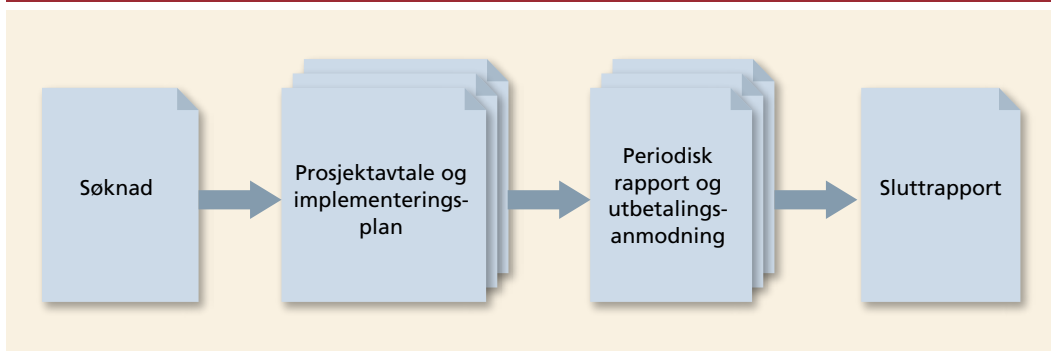 Søknad
Prosjektavtale og
implementerings-
plan
Periodisk
rapport og
utbetalings-
anmodning
Sluttrapport